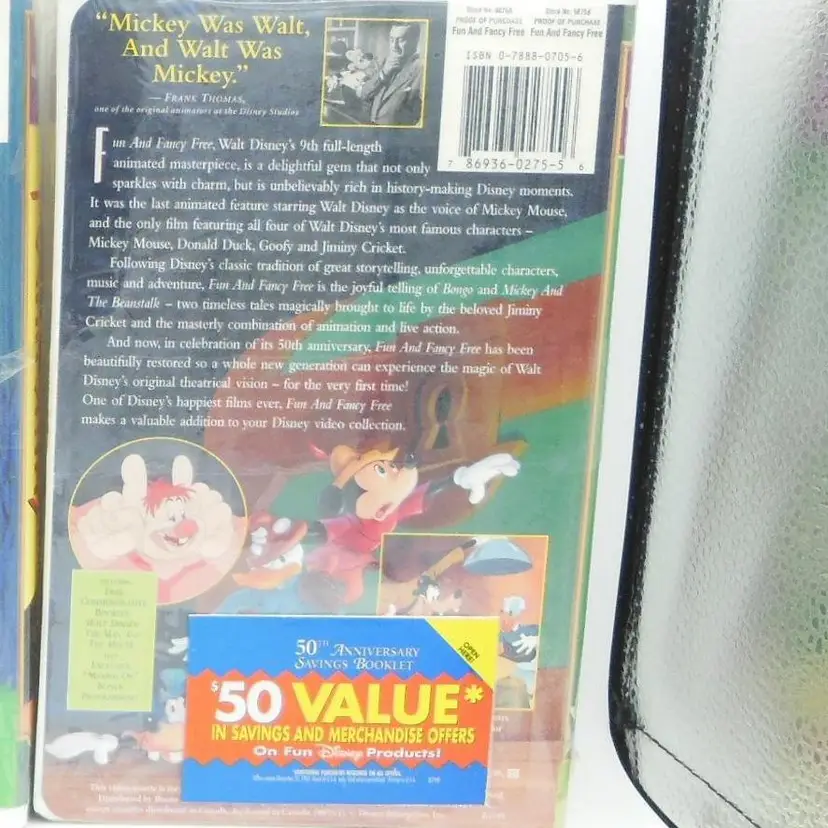 "Mickey Was Walt,
And Walt Was
Mickey."
— FRANK THOMAS,
one of the original animators at the Disney Studios
PROOF OF PURCHASE PROOF OF PURCHASE
Fun And Fancy Free Fun And Fancy Free
ISBN 0-7888-0705-6
7 86936-0275-5 6
Fun And Fancy Free, Walt Disney's 9th full-length
animated masterpiece, is a delightful gem that not only
sparkles with charm, but is unbelievably rich in history-making Disney moments.
It was the last animated feature starring Walt Disney as the voice of Mickey Mouse,
and the only film featuring all four of Walt Disney's most famous characters –
Mickey Mouse, Donald Duck, Goofy and Jiminy Cricket.
Following Disney's classic tradition of great storytelling, unforgettable characters,
music and adventure, Fun And Fancy Free is the joyful telling of Bongo and Mickey And
The Beanstalk – two timeless tales magically brought to life by the beloved Jiminy
Cricket and the masterly combination of animation and live action.
And now, in celebration of its 50th anniversary, Fun And Fancy Free has been
beautifully restored so a whole new generation can experience the magic of Walt
Disney's original theatrical vision – for the very first time!
One of Disney's happiest films ever, Fun And Fancy Free
makes a valuable addition to your Disney video collection.
50TH ANNIVERSARY
SAVINGS BOOKLET
OPEN
HERE!
$50 VALUE*
IN SAVINGS AND MERCHANDISE OFFERS
On Fun Disney Products!